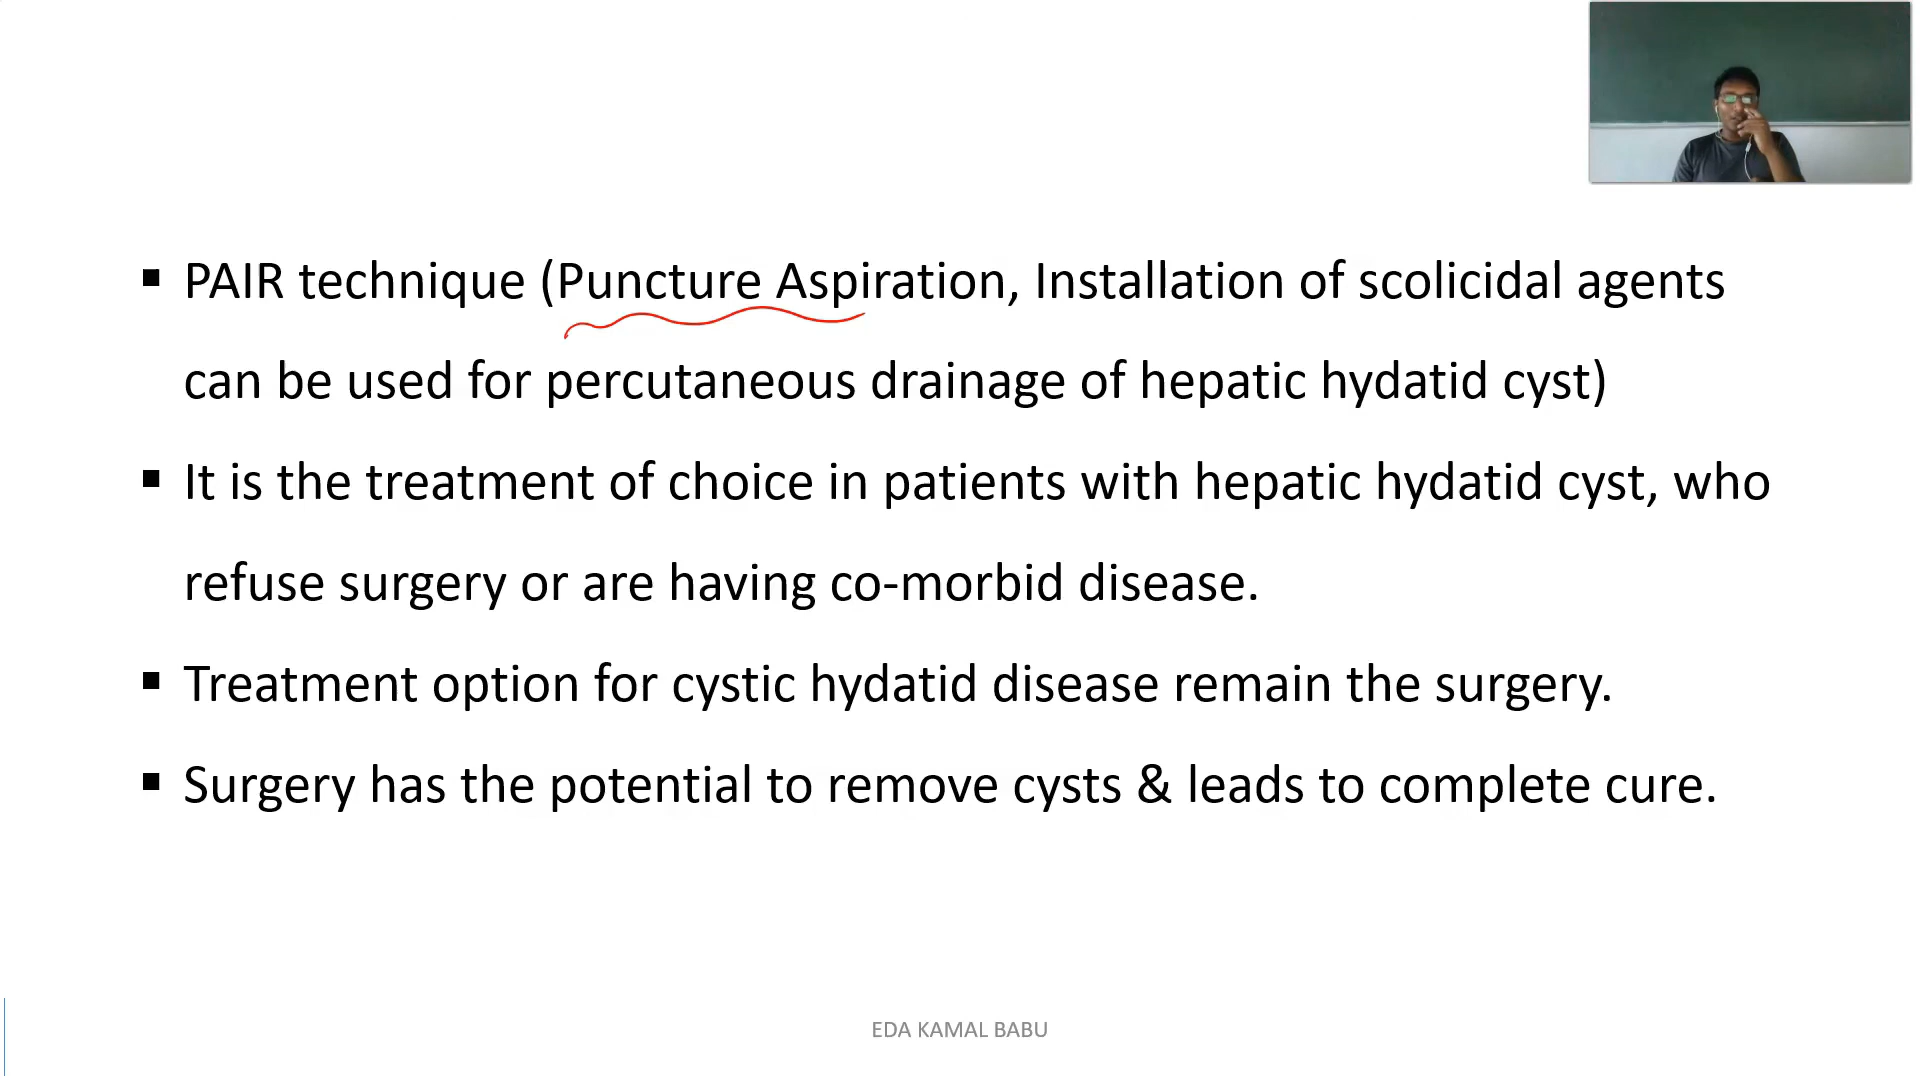 ▪ PAIR technique (Puncture Aspiration, Installation of scolicidal agents
can be used for percutaneous drainage of hepatic hydatid cyst)
▪ It is the treatment of choice in patients with hepatic hydatid cyst, who
refuse surgery or are having co-morbid disease.
▪ Treatment option for cystic hydatid disease remain the surgery.
▪ Surgery has the potential to remove cysts & leads to complete cure.
EDA KAMAL BABU